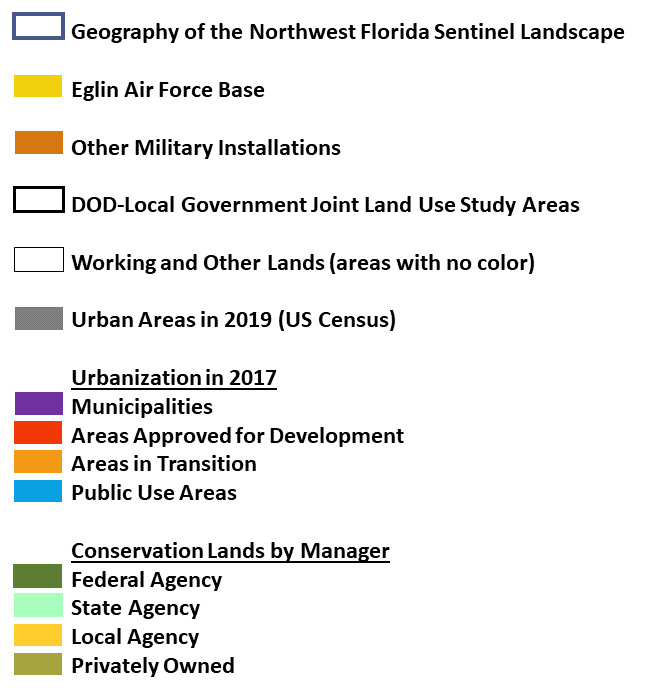 Geography of the Northwest Florida Sentinel Landscape
Eglin Air Force Base
Other Military Installations
DOD-Local Government Joint Land Use Study Areas
Working and Other Lands (areas with no color)
Urban Areas in 2019 (US Census)
Urbanization in 2017
Municipalities
Areas Approved for Development
Areas in Transition
Public Use Areas
Conservation Lands by Manager
Federal Agency
State Agency
Local Agency
Privately Owned